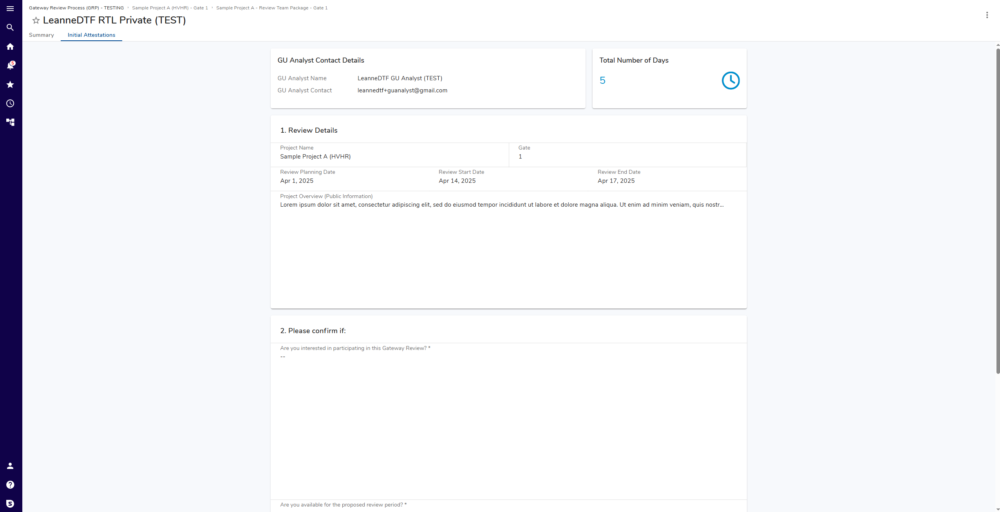 Gateway Review Process (GRP) - TESTING › Sample Project A (HVHR) - Gate 1 › Sample Project A - Review Team Package - Gate 1
LeanneDTF RTL Private (TEST)
Summary Initial Attestations
5
GU Analyst Contact Details
GU Analyst Name LeanneDTF GU Analyst (TEST)
GU Analyst Contact leannedtf+guanalyst@gmail.com
Total Number of Days
5
1. Review Details
Project Name Gate
Sample Project A (HVHR) 1
Review Planning Date Review Start Date Review End Date
Apr 1, 2025 Apr 14, 2025 Apr 17, 2025
Project Overview (Public Information)
Lorem ipsum dolor sit amet, consectetur adipiscing elit, sed do eiusmod tempor incididunt ut labore et dolore magna aliqua. Ut enim ad minim veniam, quis nostr...
2. Please confirm if:
Are you interested in participating in this Gateway Review? *
--
Are you available for the proposed review period? *